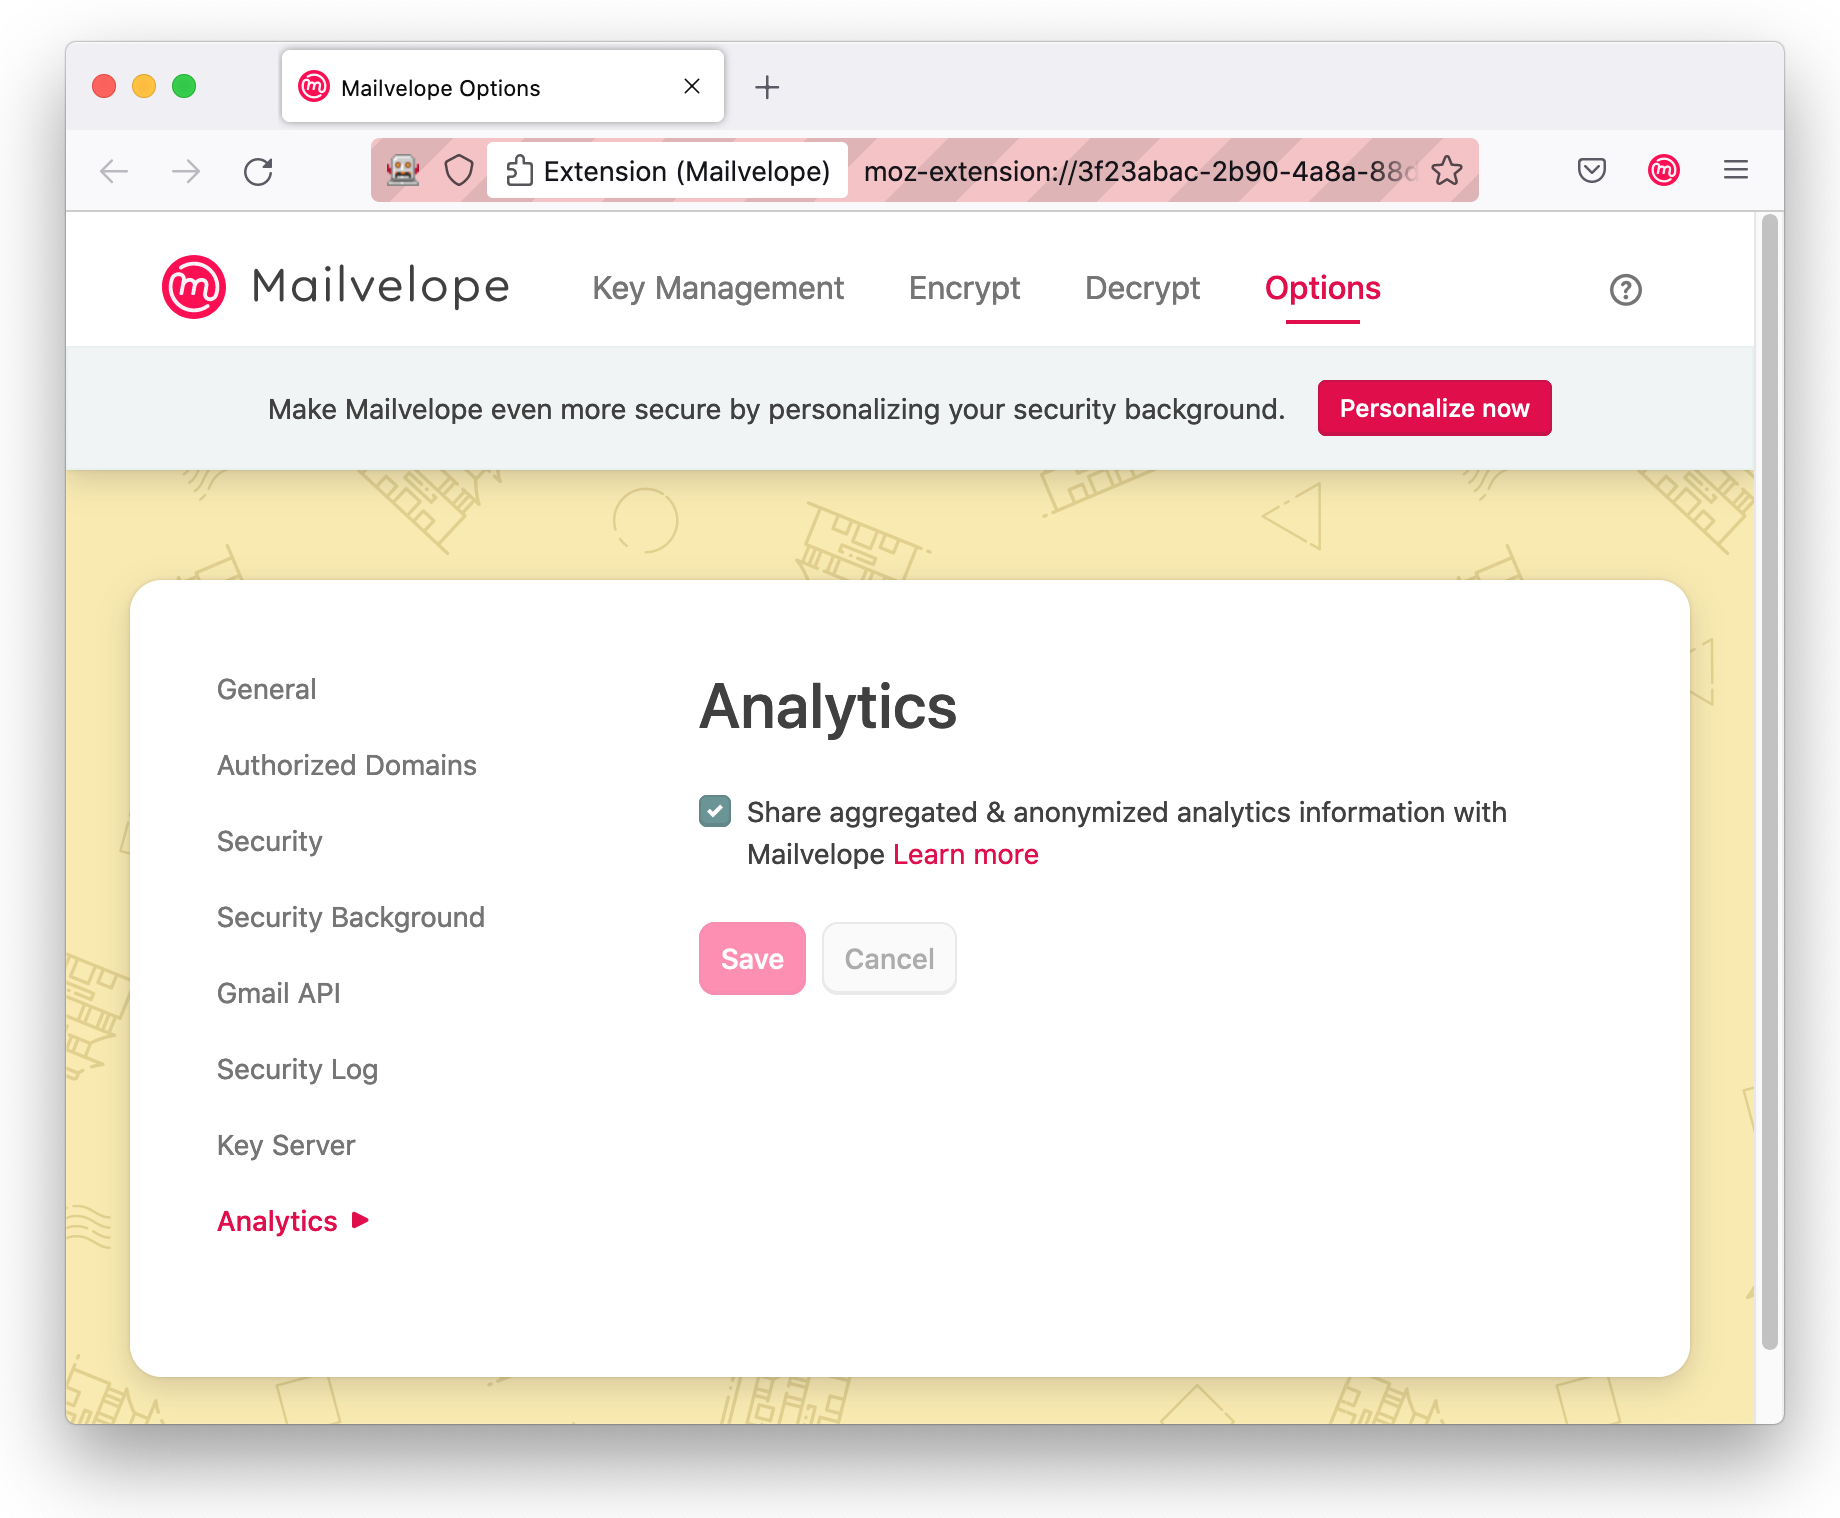 Mailvelope Options
Extension (Mailvelope) moz-extension://3f23abac-2b90-4a8a-88d
Mailvelope Key Management Encrypt Decrypt Options
Make Mailvelope even more secure by personalizing your security background. Personalize now
General
Authorized Domains
Security
Security Background
Gmail API
Security Log
Key Server
Analytics
Analytics
Share aggregated & anonymized analytics information with
Mailvelope Learn more
Save Cancel